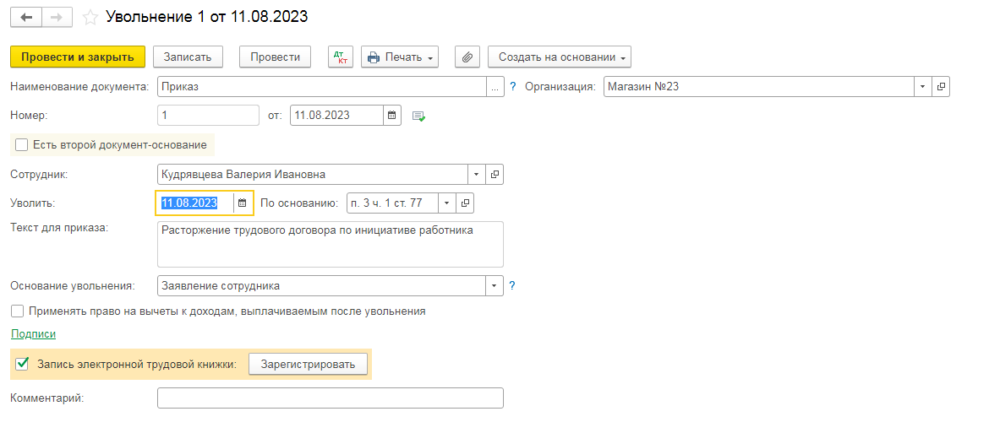 Увольнение 1 от 11.08.2023
Провести и закрыть Записать Провести Дт Кт Печать Создать на основании
Наименование документа: Приказ ... ? Организация: Магазин №23
Номер: 1 от: 11.08.2023
Есть второй документ-основание
Сотрудник: Кудрявцева Валерия Ивановна
Уволить: 11.08.2023 По основанию: п. 3 ч. 1 ст. 77
Текст для приказа: Расторжение трудового договора по инициативе работника
Основание увольнения: Заявление сотрудника ?
Применять право на вычеты к доходам, выплачиваемым после увольнения
Подписи
Запись электронной трудовой книжки: Зарегистрировать
Комментарий: